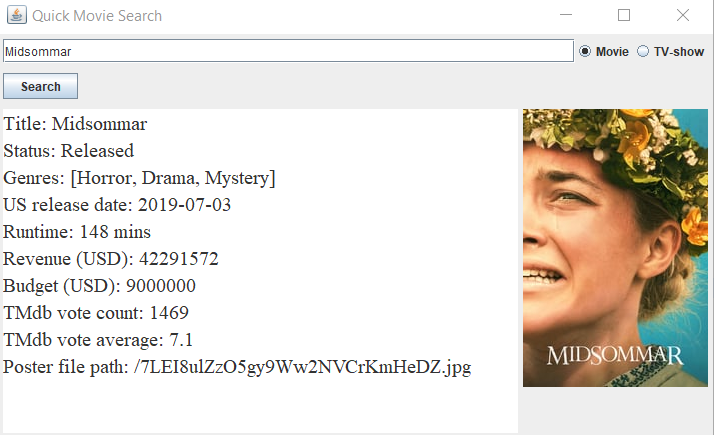 Quick Movie Search
Midsommar
Movie TV-show
Search
Title: Midsommar
Status: Released
Genres: [Horror, Drama, Mystery]
US release date: 2019-07-03
Runtime: 148 mins
Revenue (USD): 42291572
Budget (USD): 9000000
TMdb vote count: 1469
TMdb vote average: 7.1
Poster file path: /7LEI8ulZzO5gy9Ww2NVCrKmHeDZ.jpg
MIDSOMMAR